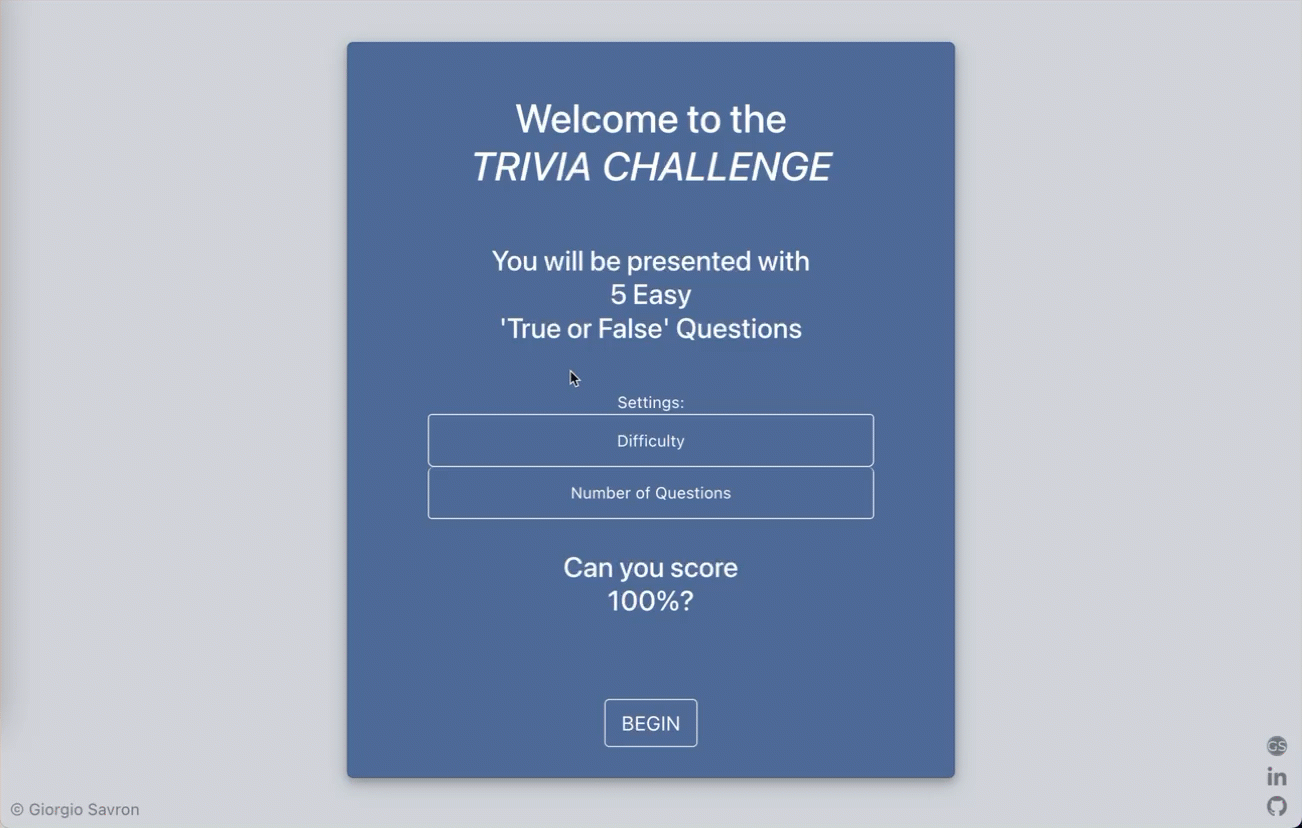 Welcome to the
TRIVIA CHALLENGE
You will be presented with
5 Easy
'True or False' Questions
Settings:
Difficulty
Number of Questions
Can you score
100%?
BEGIN
GS
in
© Giorgio Savron